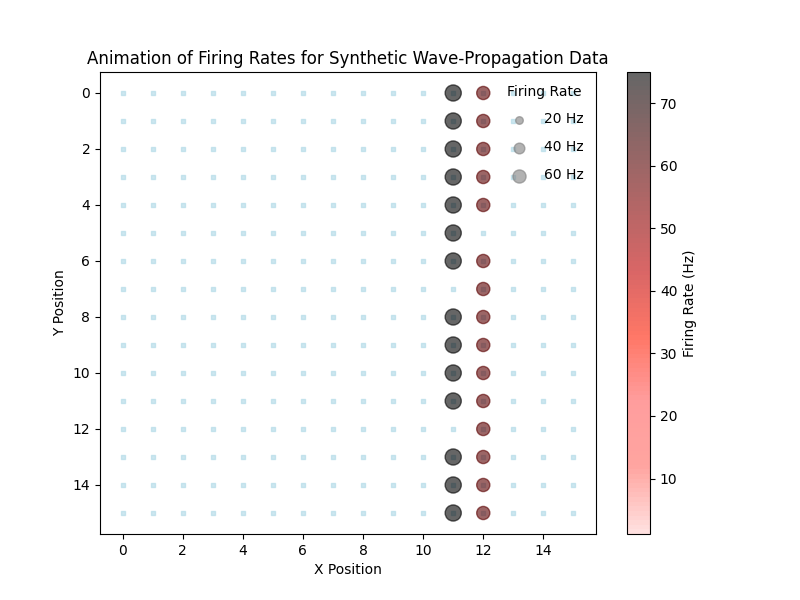 Animation of Firing Rates for Synthetic Wave-Propagation Data
Firing Rate
20 Hz
40 Hz
60 Hz
0
2
4
6
8
10
12
14
Y Position
0 2 4 6 8 10 12 14
X Position
70
60
50
40
30
20
10
Firing Rate (Hz)